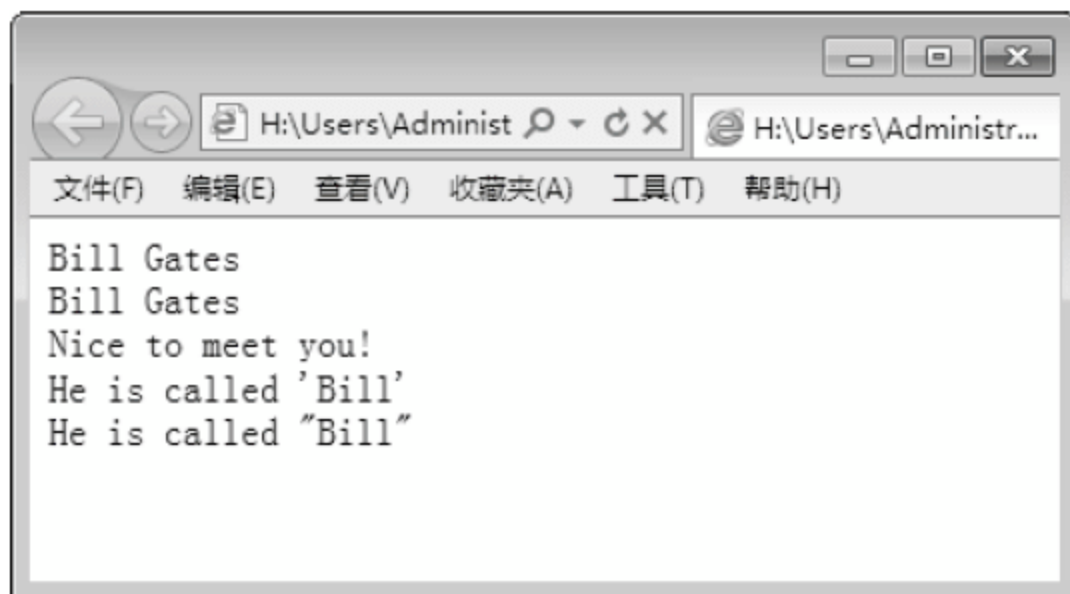 H:\Users\Administ
H:\Users\Administr...
文件(F) 编辑(E) 查看(V) 收藏夹(A) 工具(T) 帮助(H)
Bill Gates
Bill Gates
Nice to meet you!
He is called 'Bill'
He is called "Bill"